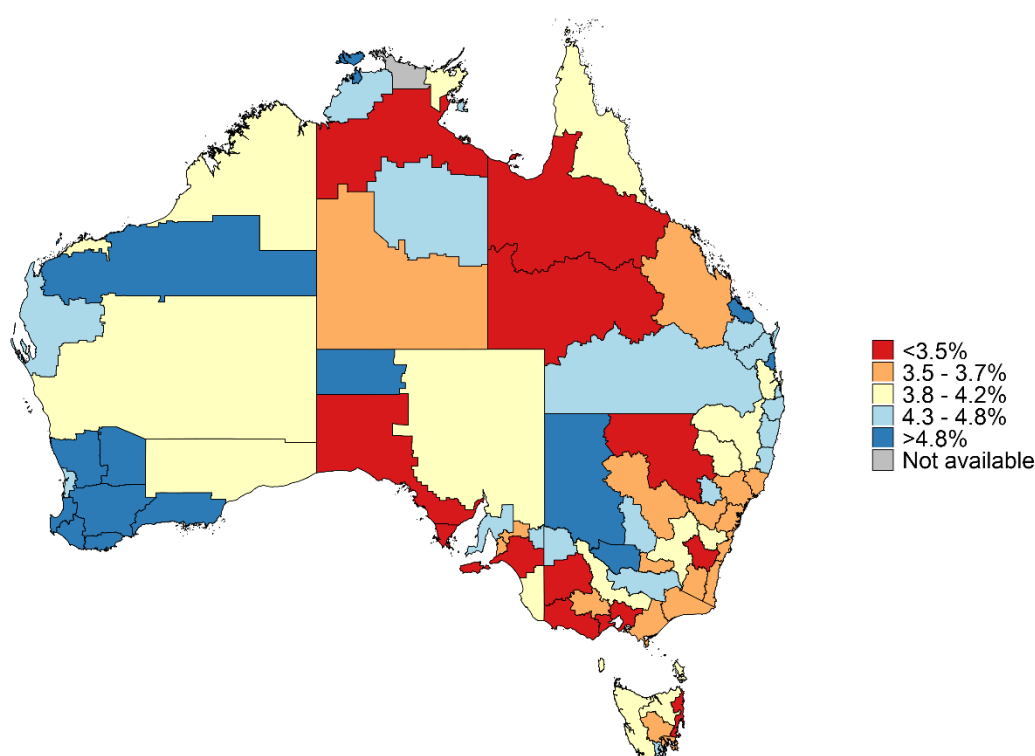 <3.5%
3.5 - 3.7%
3.8 - 4.2%
4.3 - 4.8%
>4.8%
Not available